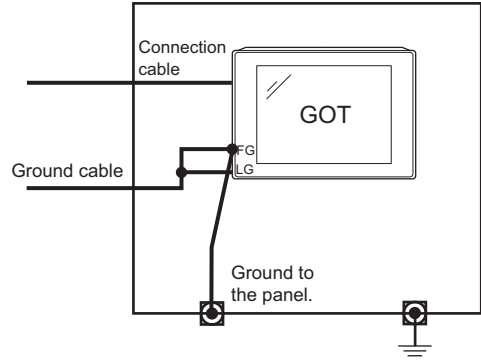 Connection
cable
GOT
FG
LG
Ground cable
Ground to
the panel.